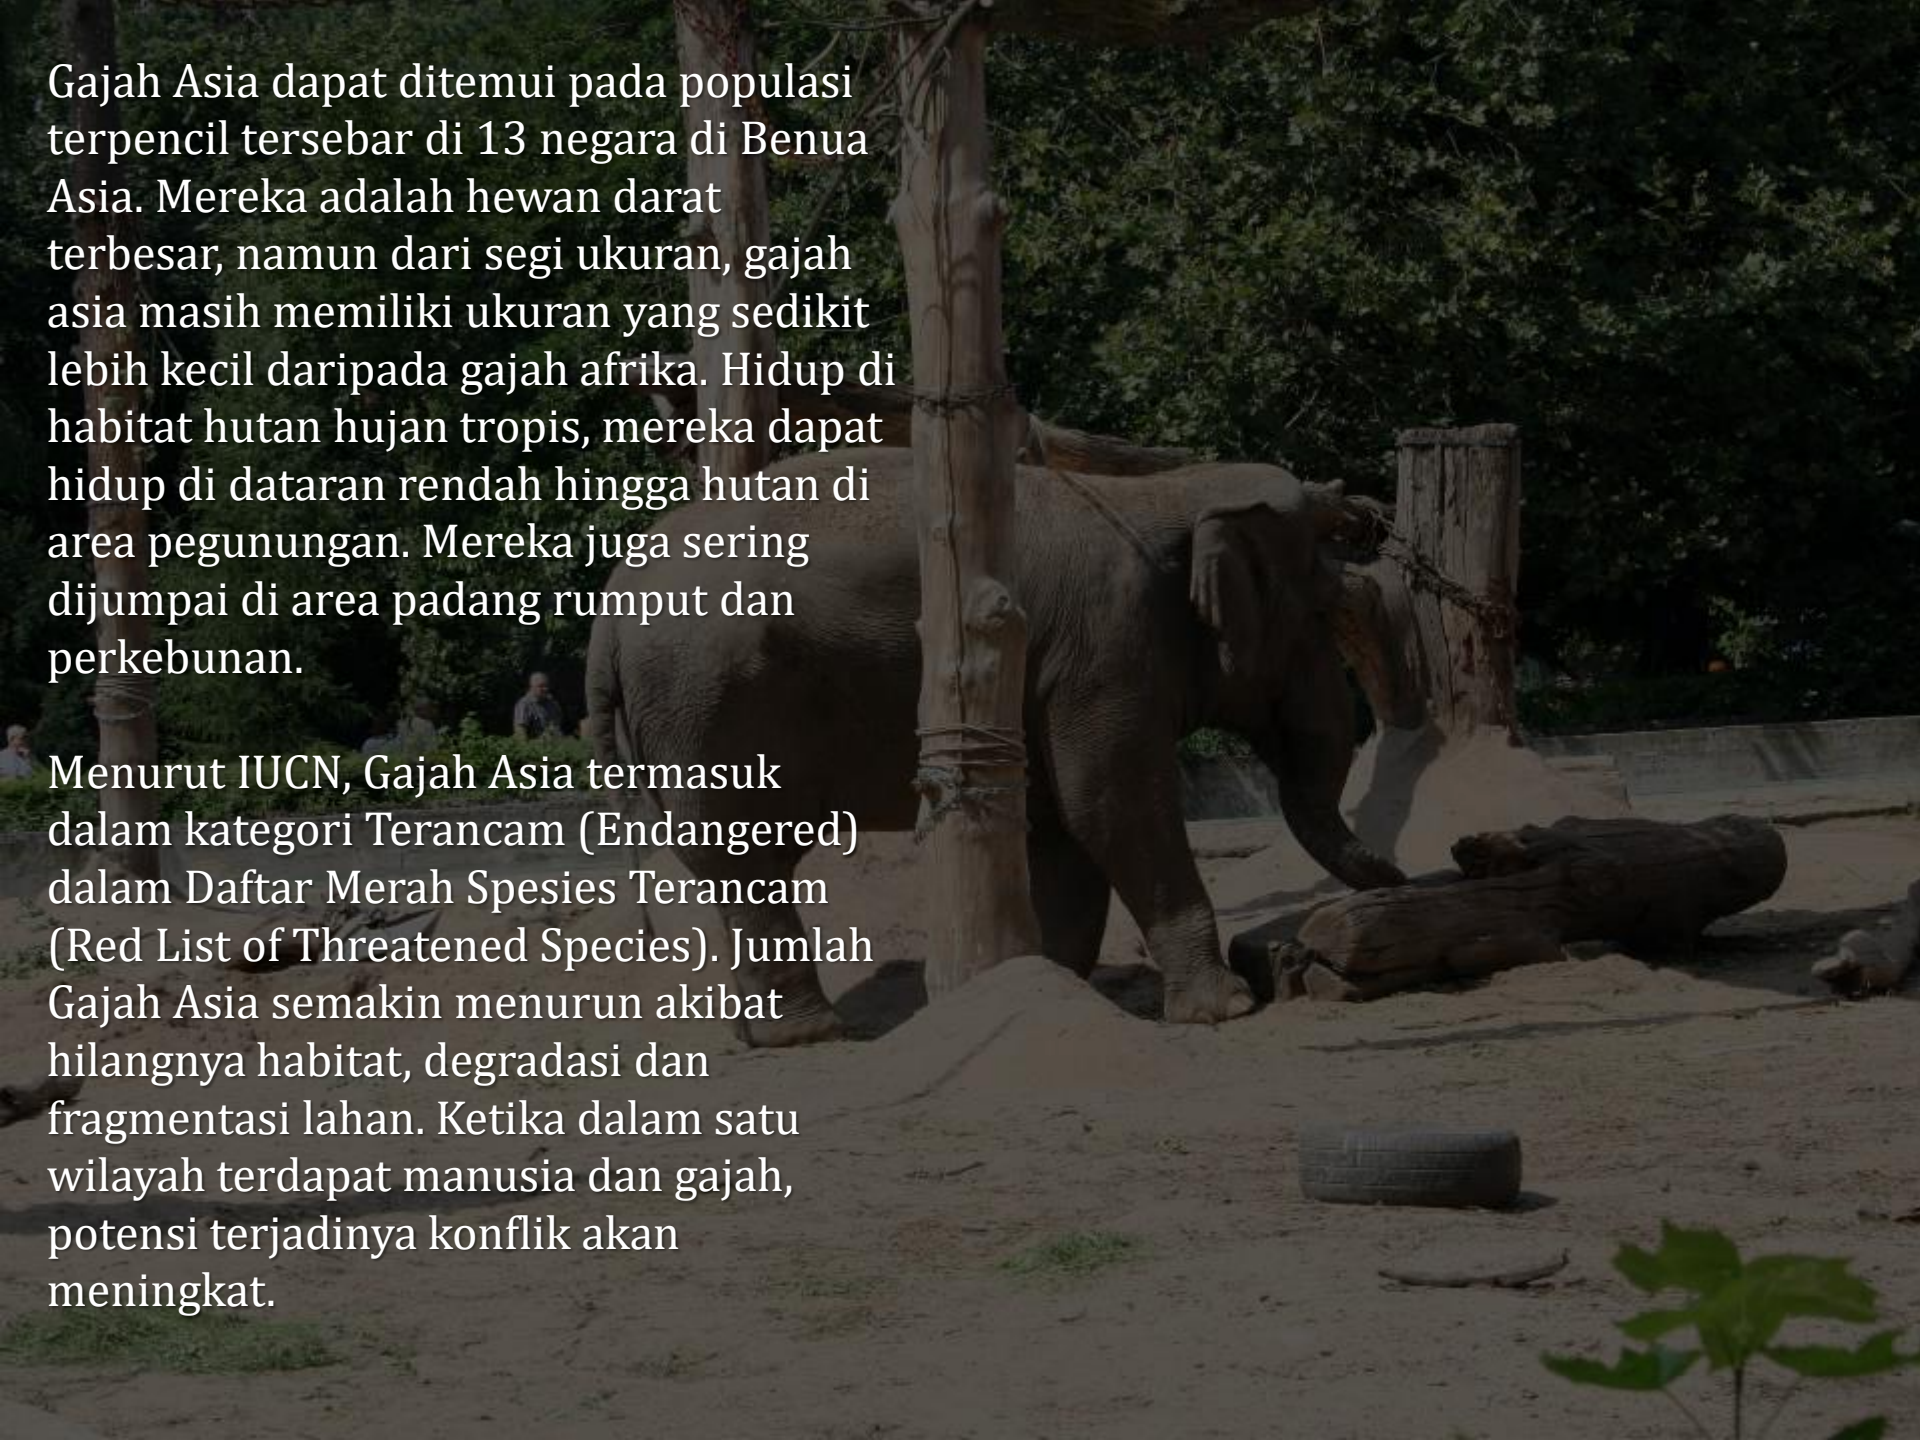 Gajah Asia dapat ditemui pada populasi
terpencil tersebar di 13 negara di Benua
Asia. Mereka adalah hewan darat
terbesar, namun dari segi ukuran, gajah
asia masih memiliki ukuran yang sedikit
lebih kecil daripada gajah afrika. Hidup di
habitat hutan hujan tropis, mereka dapat
hidup di dataran rendah hingga hutan di
area pegunungan. Mereka juga sering
dijumpai di area padang rumput dan
perkebunan.
Menurut IUCN, Gajah Asia termasuk
dalam kategori Terancam (Endangered)
dalam Daftar Merah Spesies Terancam
(Red List of Threatened Species). Jumlah
Gajah Asia semakin menurun akibat
hilangnya habitat, degradasi dan
fragmentasi lahan. Ketika dalam satu
wilayah terdapat manusia dan gajah,
potensi terjadinya konflik akan
meningkat.